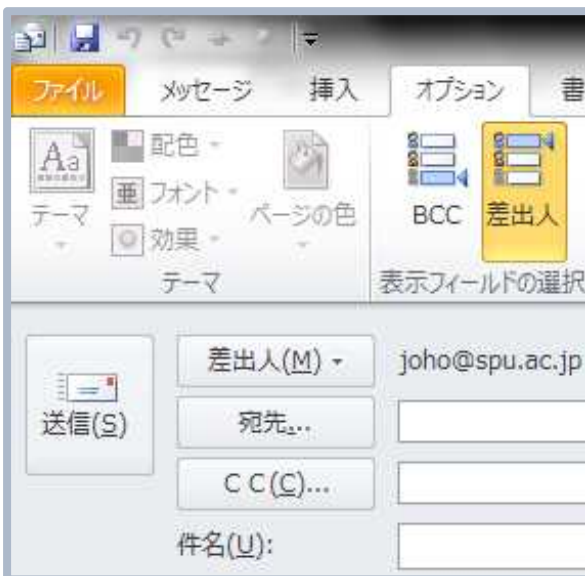 ファイル メッセージ 挿入 オプション 書
Aa 配色
亜 フォント
テーマ ページの色 BCC 差出人
効果
テーマ 表示フィールドの選択
差出人(M) joho@spu.ac.jp
送信(S) 宛先...
C C(C)...
件名(U):